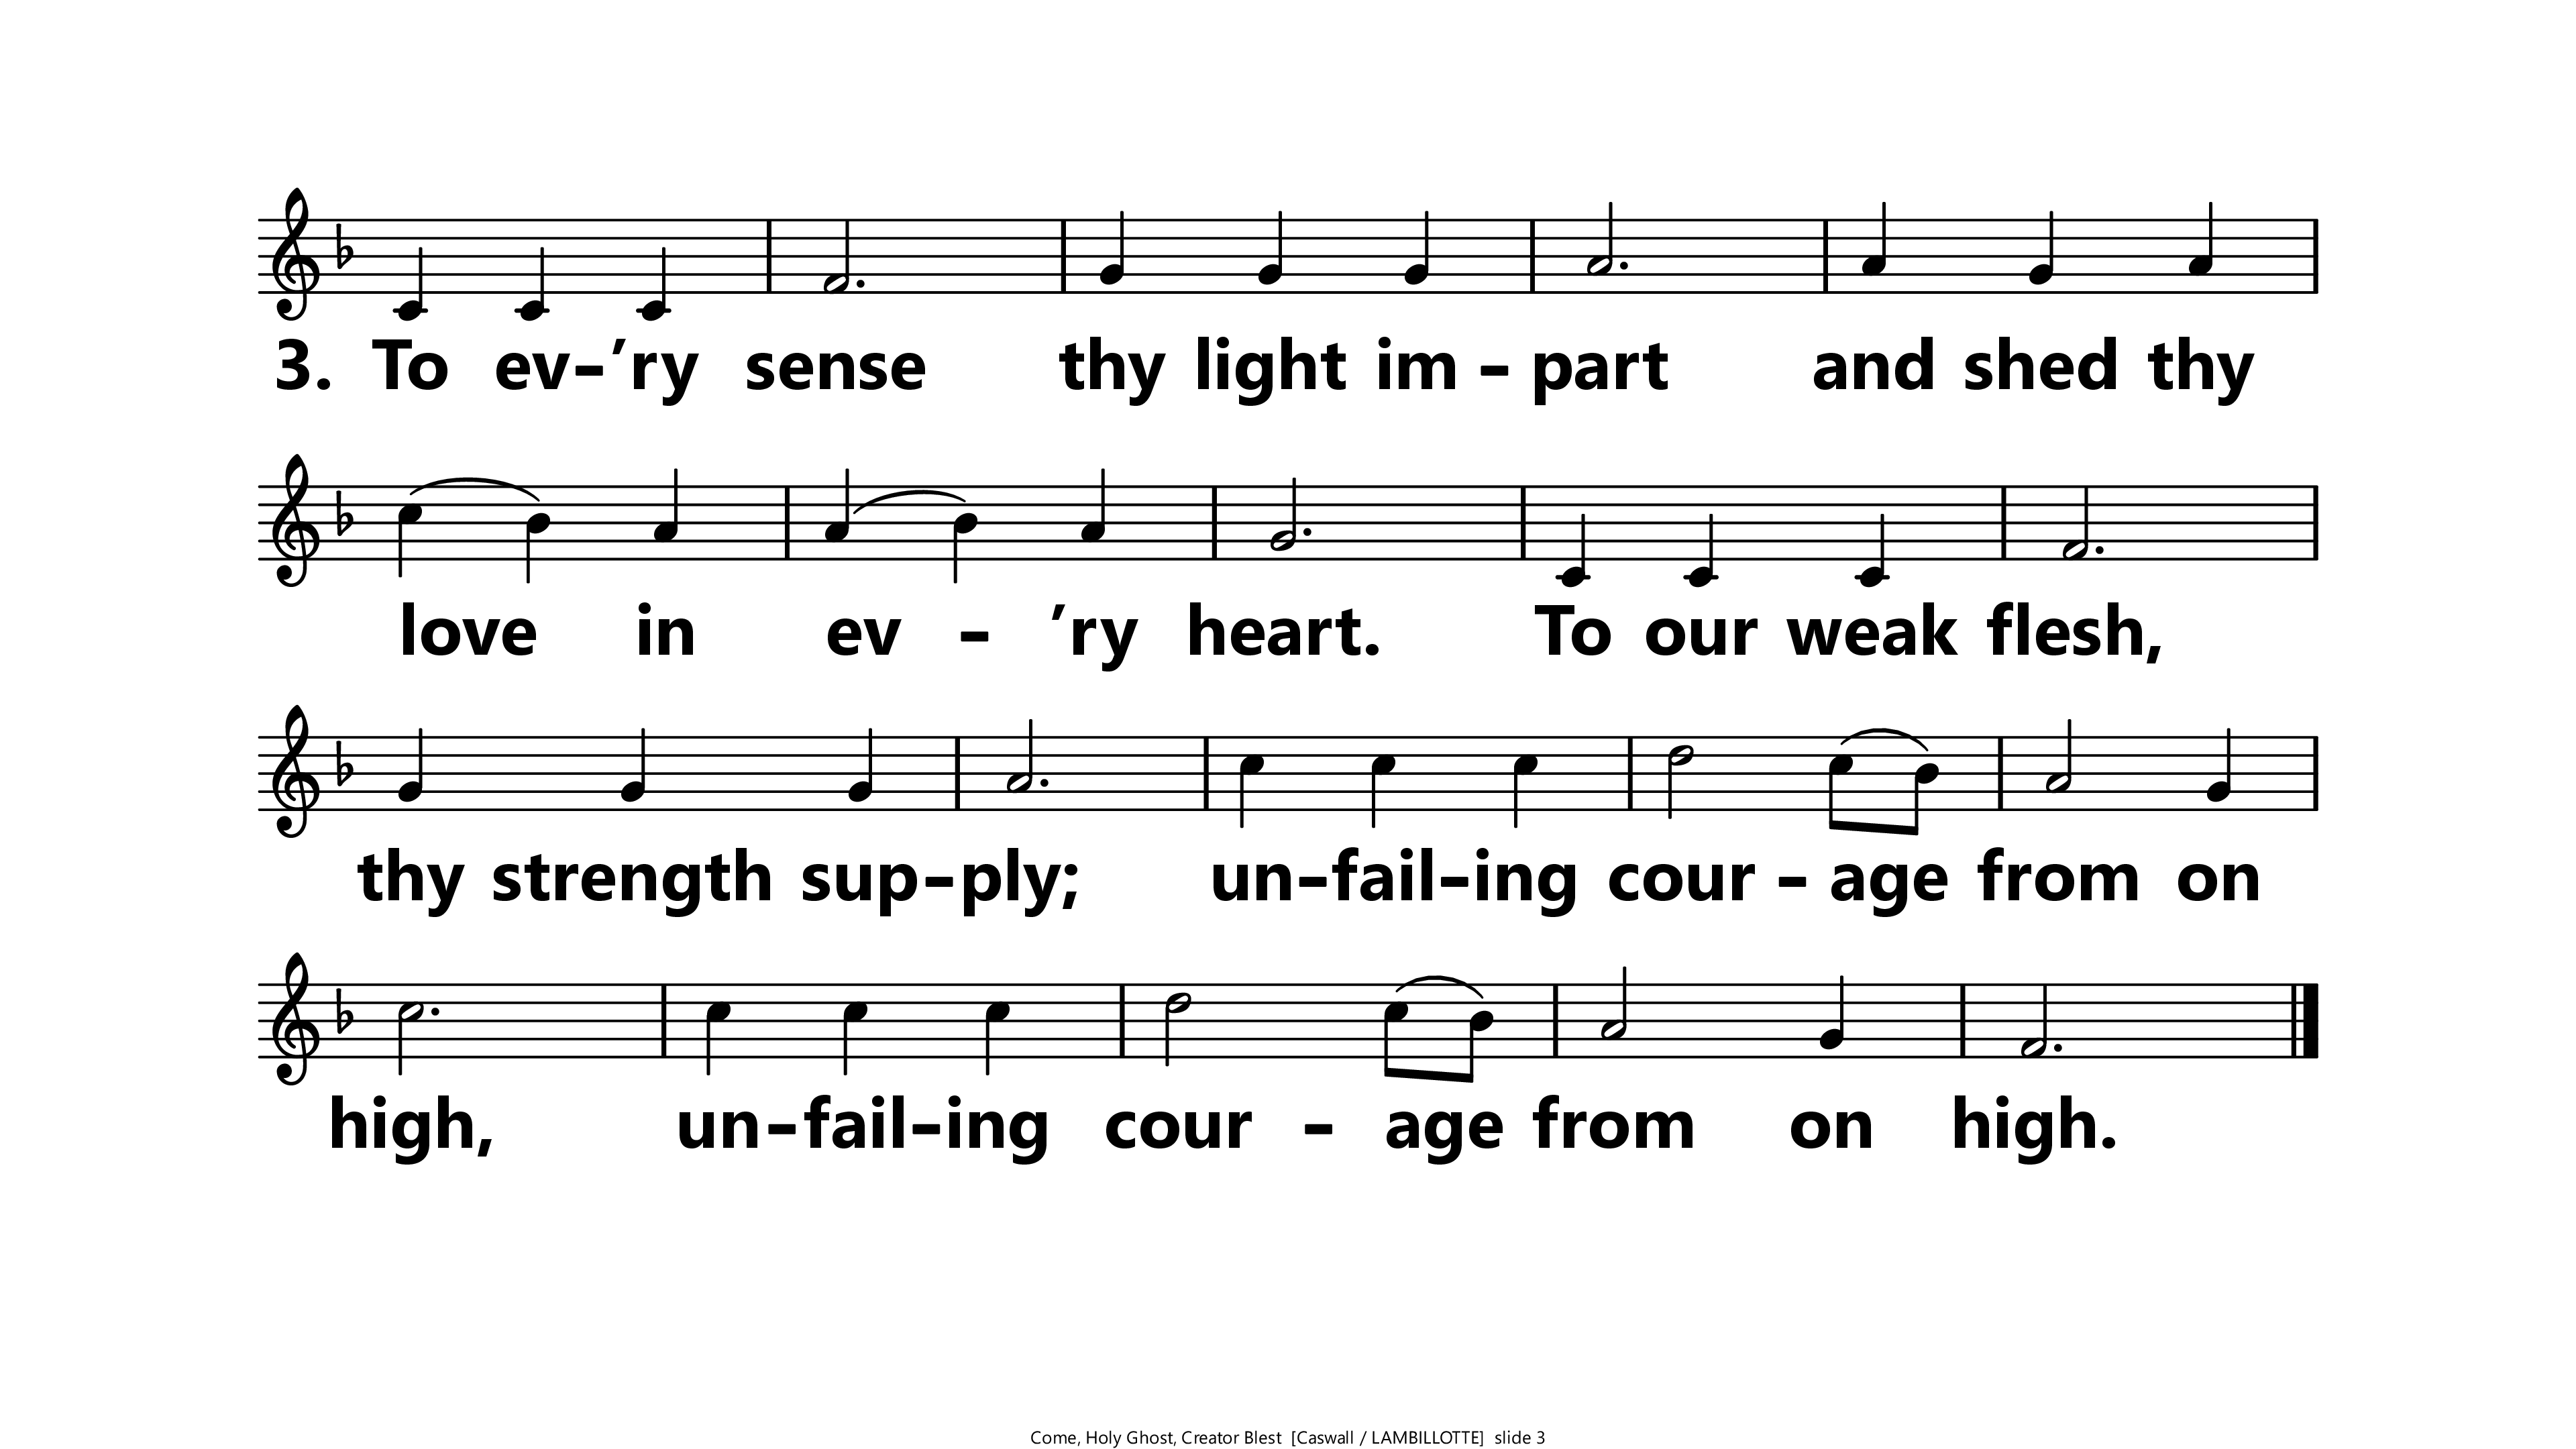 3. To ev-’ry sense thy light im - part and shed thy
love in ev - ’ry heart. To our weak flesh,
thy strength sup-ply; un-fail-ing cour - age from on
high, un-fail-ing cour - age from on high.
Come, Holy Ghost, Creator Blest [Caswall / LAMBILLOTTE] slide 3